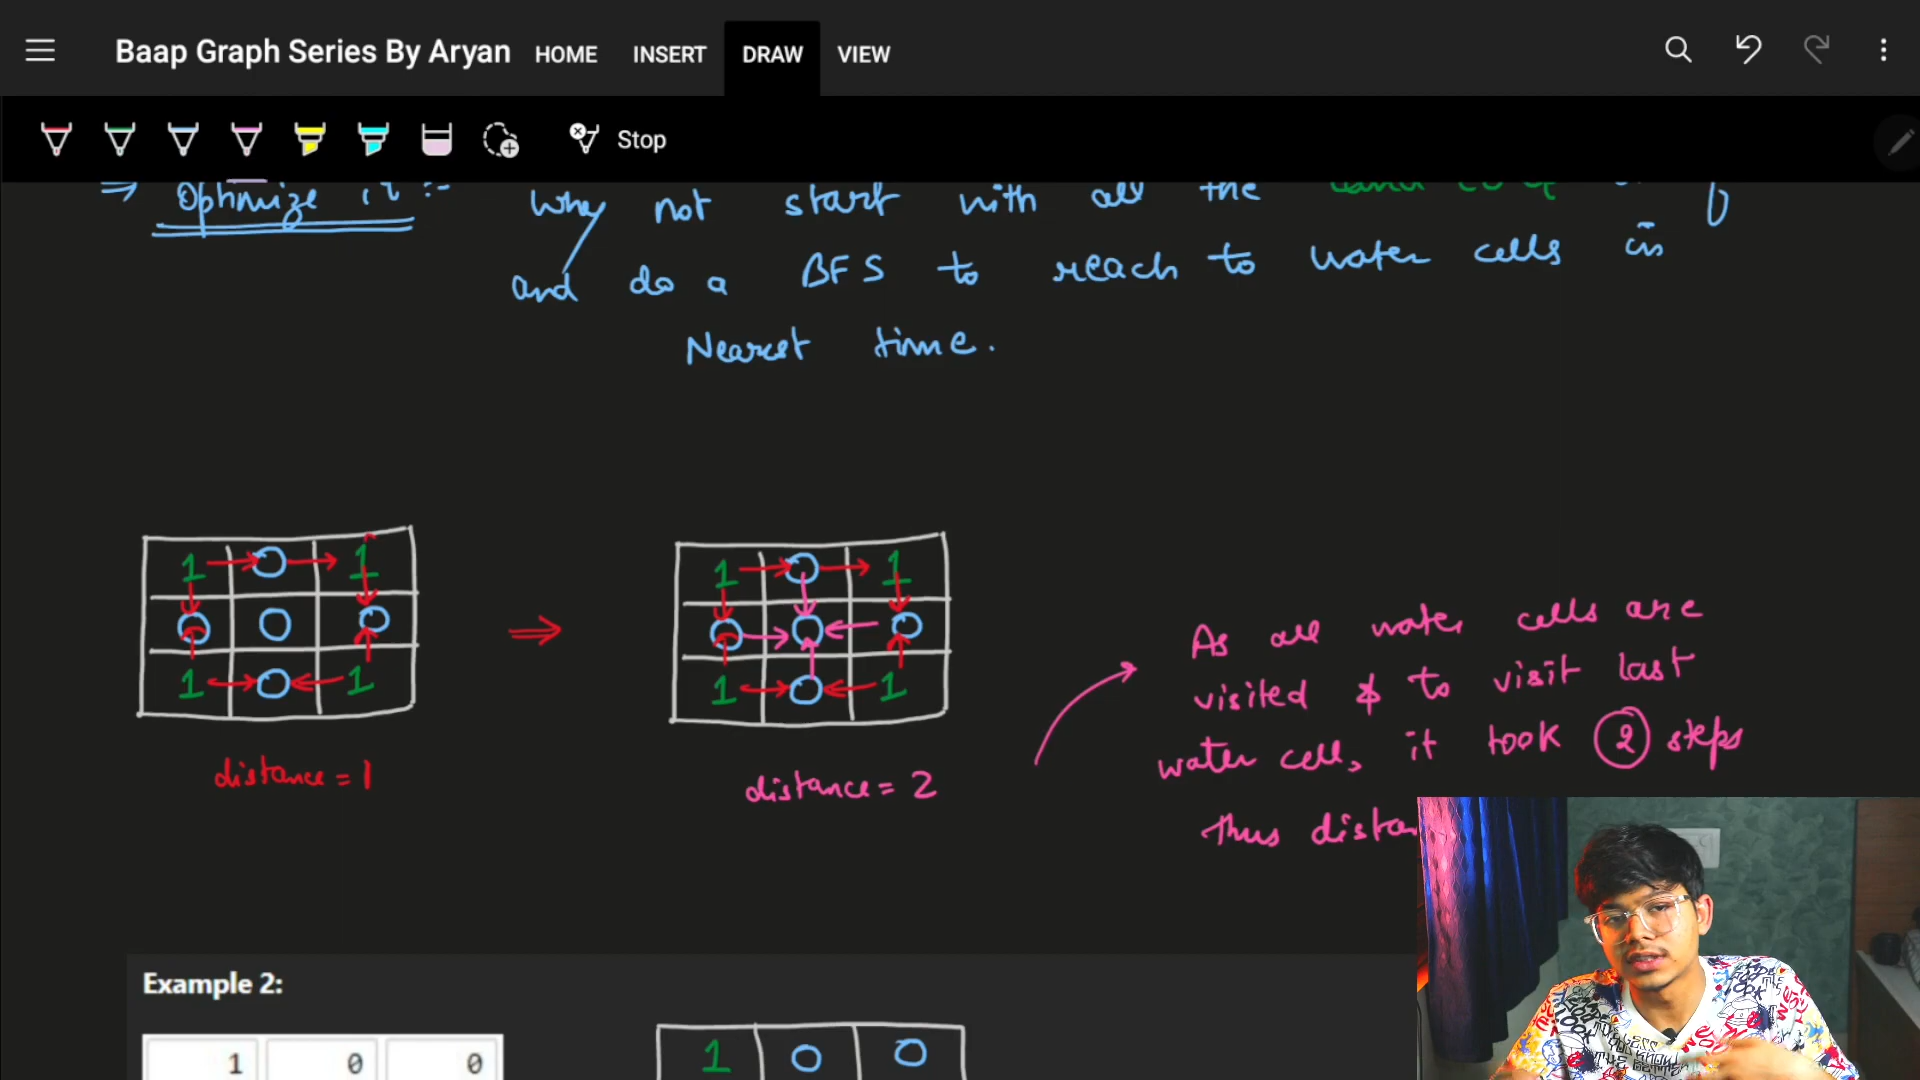 Baap Graph Series By Aryan HOME INSERT DRAW VIEW
Stop
⇒ Optimize it :- Why not start with all the land
and do a BFS to reach to water cells in
Nearest time.
1 0 1
0 0 0
1 0 1
distance = 1
⇒
1 0 1
0 0 0
1 0 1
distance = 2
As all water cells are
visited & to visit last
water cell, it took 2 steps
thus distan
Example 2:
1 0 0
1 0 0